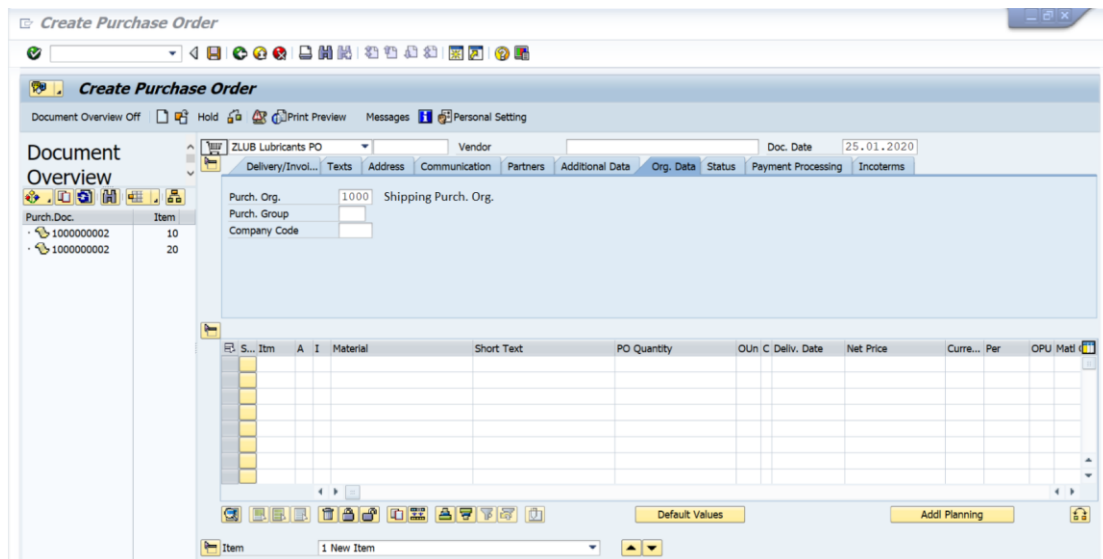 Create Purchase Order
Create Purchase Order
Document Overview Off Hold Print Preview Messages Personal Setting
Document
Overview
Purch.Doc. Item
1000000002 10
1000000002 20
ZLUB Lubricants PO Vendor Doc. Date 25.01.2020
Delivery/Invoi... Texts Address Communication Partners Additional Data Org. Data Status Payment Processing Incoterms
Purch. Org. 1000 Shipping Purch. Org.
Purch. Group
Company Code
S... Itm A I Material Short Text PO Quantity OUn C Deliv. Date Net Price Curre... Per OPU Matl
Default Values Addl Planning
Item 1 New Item